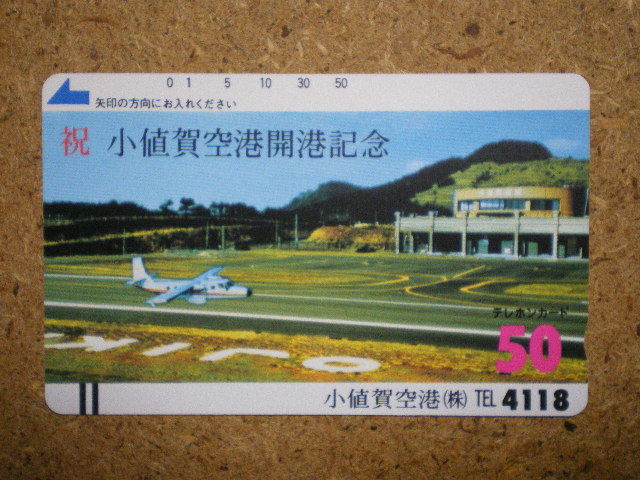 0 1 5 10 30 50
矢印の方向にお入れください
祝 小値賀空港開港記念
テレホンカード
50
小値賀空港(株) TEL 4118